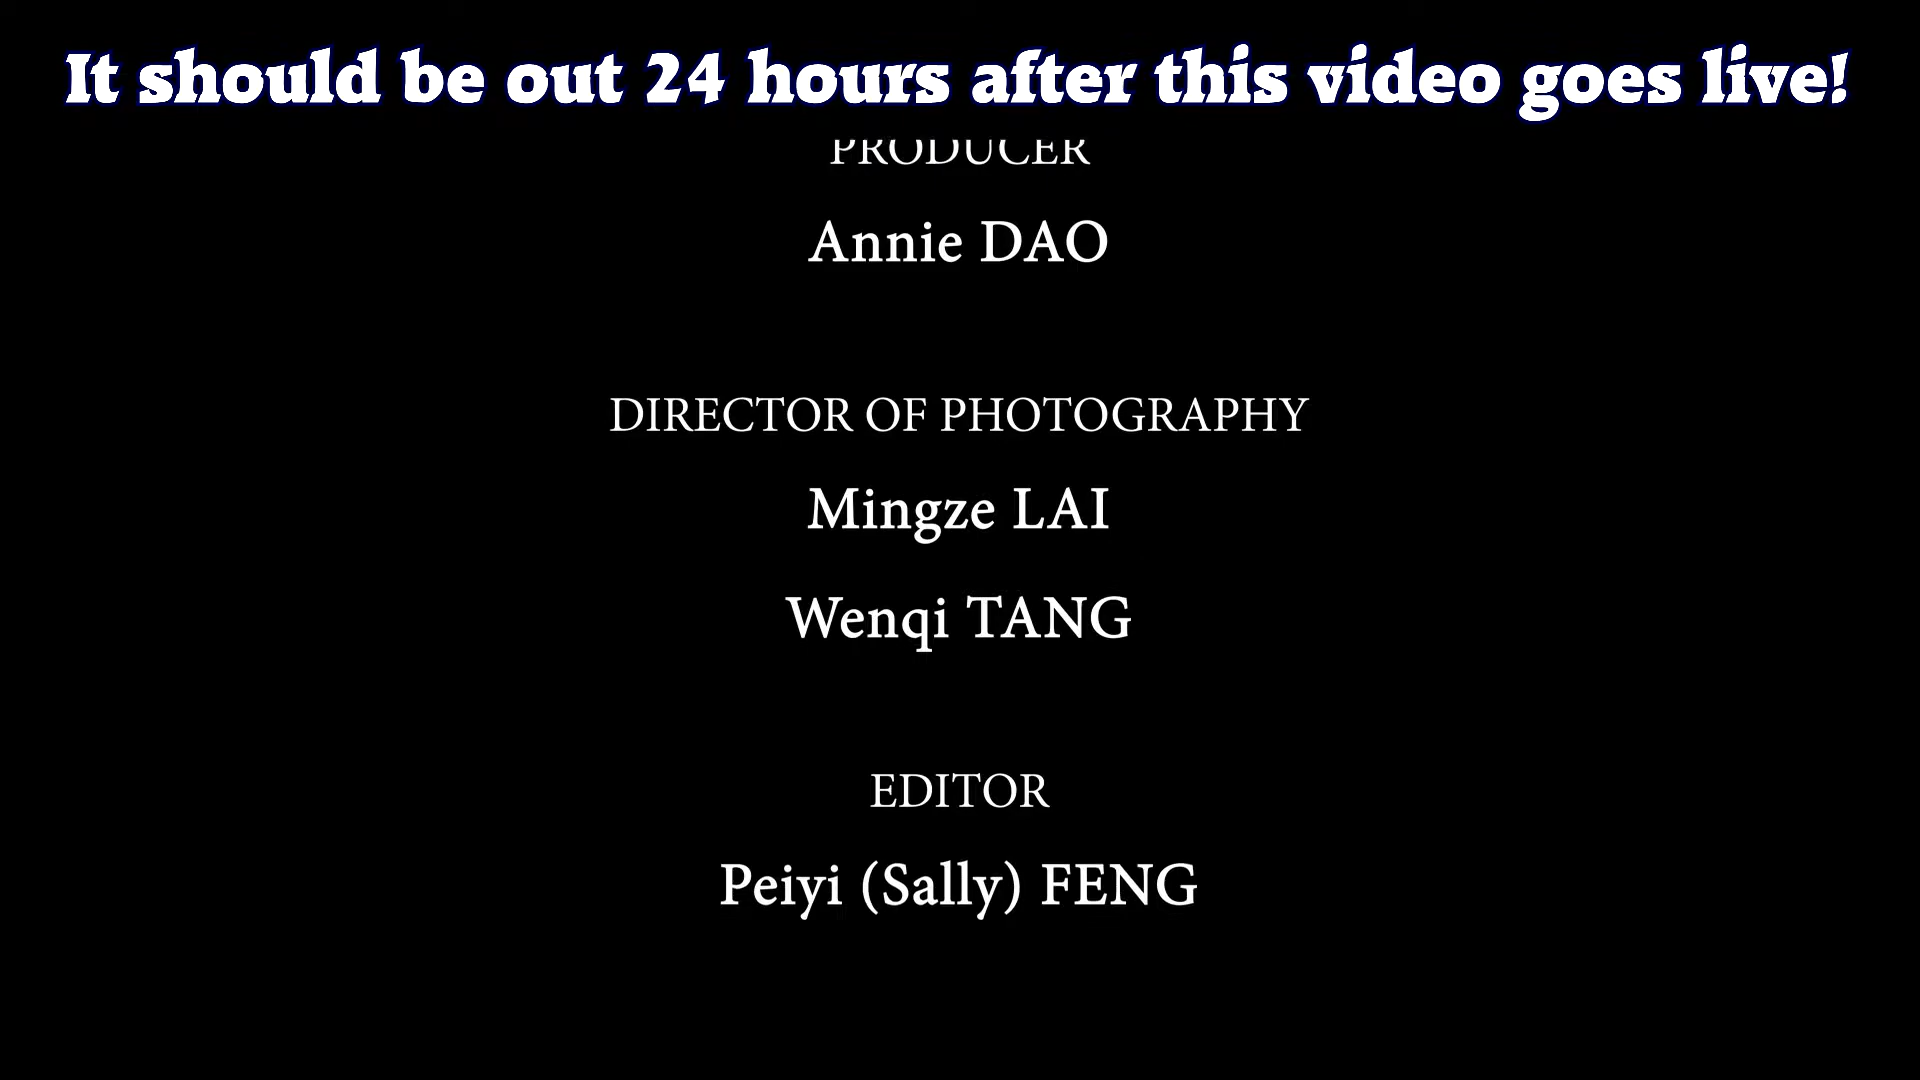 It should be out 24 hours after this video goes live!
PRODUCER
Annie DAO
DIRECTOR OF PHOTOGRAPHY
Mingze LAI
Wenqi TANG
EDITOR
Peiyi (Sally) FENG